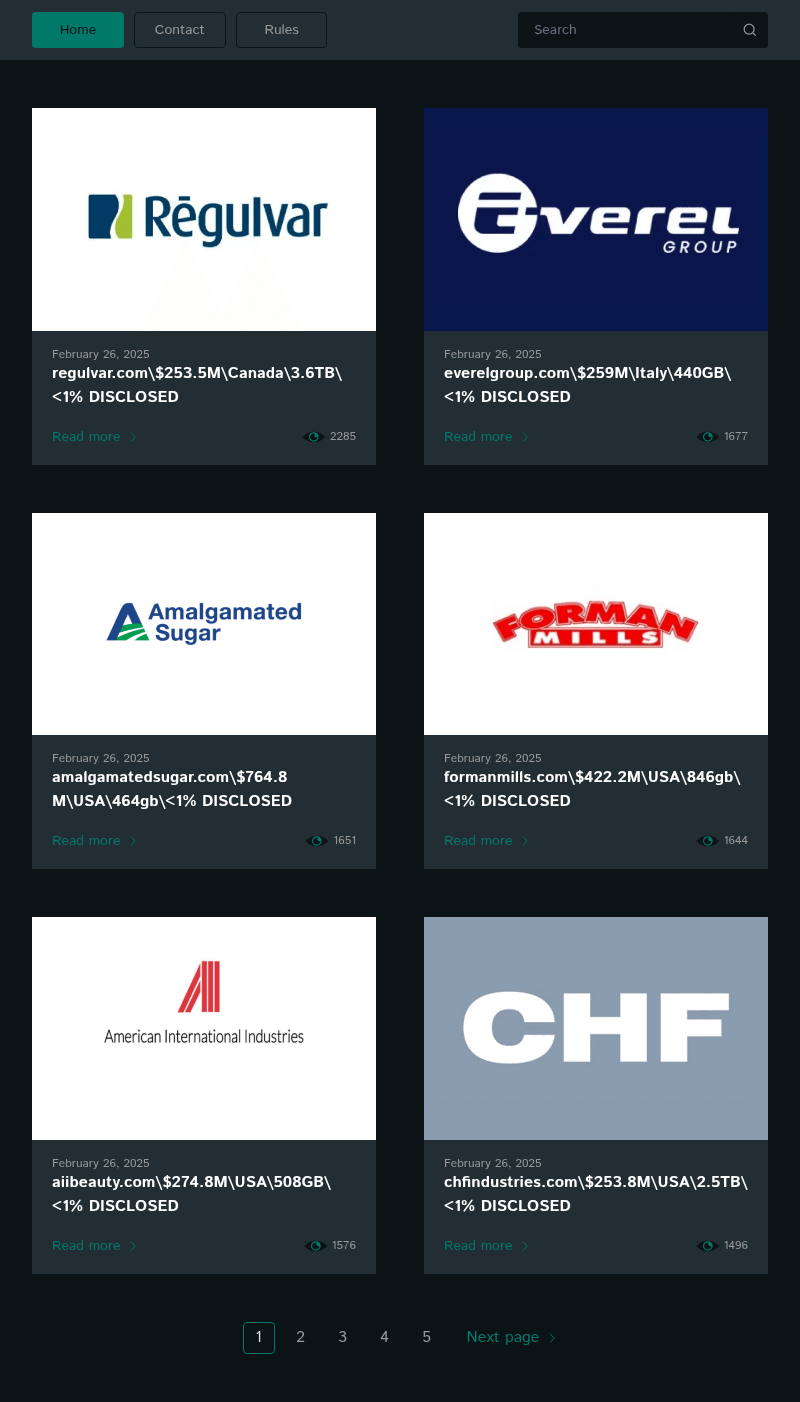 Home
Contact
Rules
Search
Rēgulvar
Everel
GROUP
February 26, 2025
regulvar.com\$253.5M\Canada\3.6TB\
<1% DISCLOSED
Read more
2285
February 26, 2025
everelgroup.com\$259M\Italy\440GB\
<1% DISCLOSED
Read more
1677
Amalgamated
Sugar
FORMAN
MILLS
February 26, 2025
amalgamatedsugar.com\$764.8
M\USA\464gb\<1% DISCLOSED
Read more
1651
February 26, 2025
formanmills.com\$422.2M\USA\846gb\
<1% DISCLOSED
Read more
1644
American International Industries
CHF
February 26, 2025
aiibeauty.com\$274.8M\USA\508GB\
<1% DISCLOSED
Read more
1576
February 26, 2025
chfindustries.com\$253.8M\USA\2.5TB\
<1% DISCLOSED
Read more
1496
1 2 3 4 5 Next page